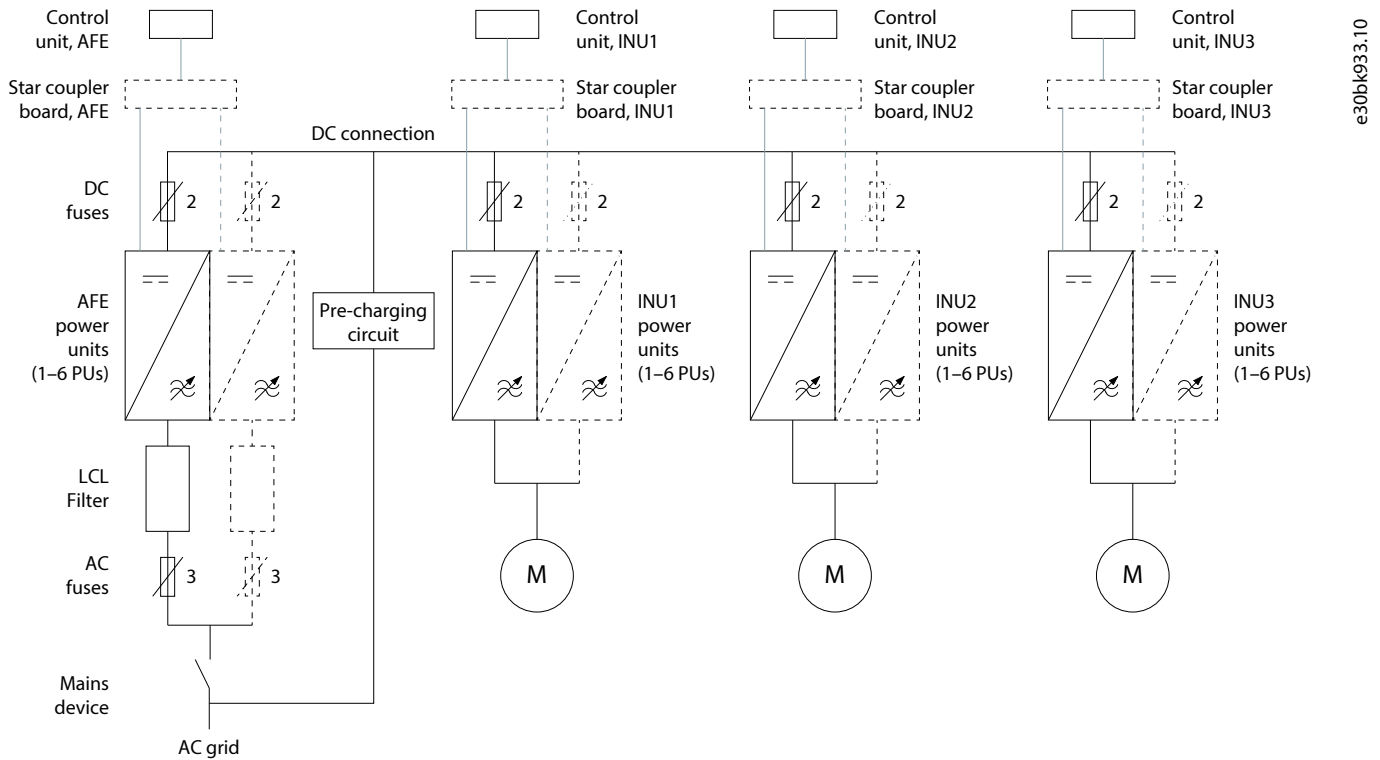 Control
unit, AFE
Control
unit, INU1
Control
unit, INU2
Control
unit, INU3
e30bk933.10
Star coupler
board, AFE
Star coupler
board, INU1
Star coupler
board, INU2
Star coupler
board, INU3
DC connection
DC
fuses
2
2
2
2
2
2
2
2
AFE
power
units
(1–6 PUs)
Pre-charging
circuit
INU1
power
units
(1–6 PUs)
INU2
power
units
(1–6 PUs)
INU3
power
units
(1–6 PUs)
LCL
Filter
AC
fuses
3
3
M
M
M
Mains
device
AC grid